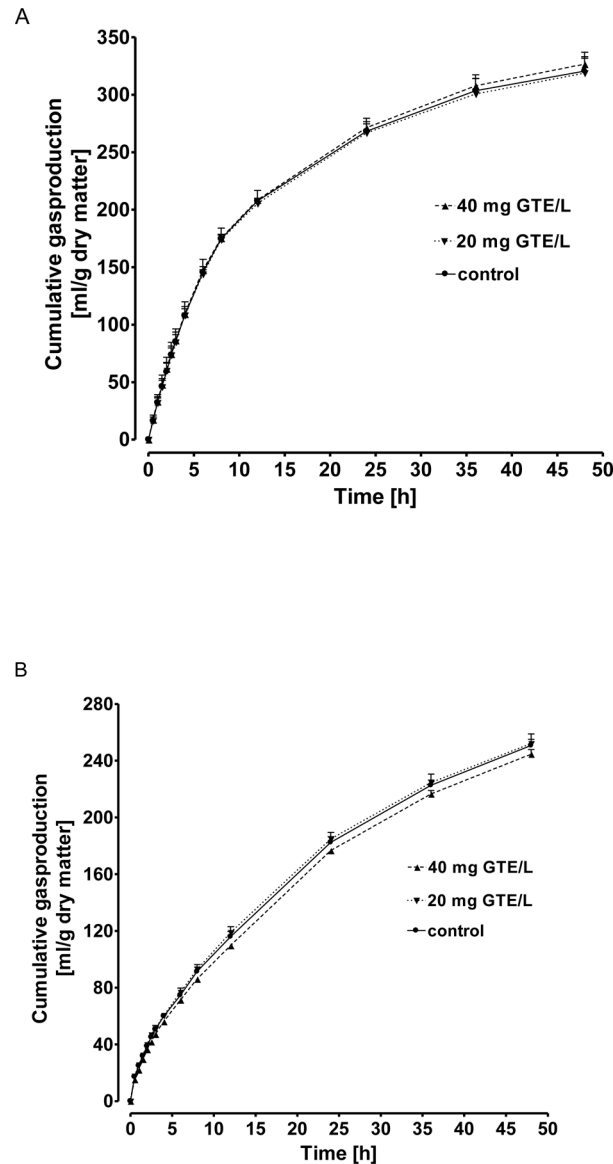 A
Cumulative gasproduction
[ml/g dry matter]
350
300
250
200
150
100
50
0
40 mg GTE/L
20 mg GTE/L
control
0 5 10 15 20 25 30 35 40 45 50
Time [h]
B
Cumulative gasproduction
[ml/g dry matter]
280
240
200
160
120
80
40
0
40 mg GTE/L
20 mg GTE/L
control
0 5 10 15 20 25 30 35 40 45 50
Time [h]